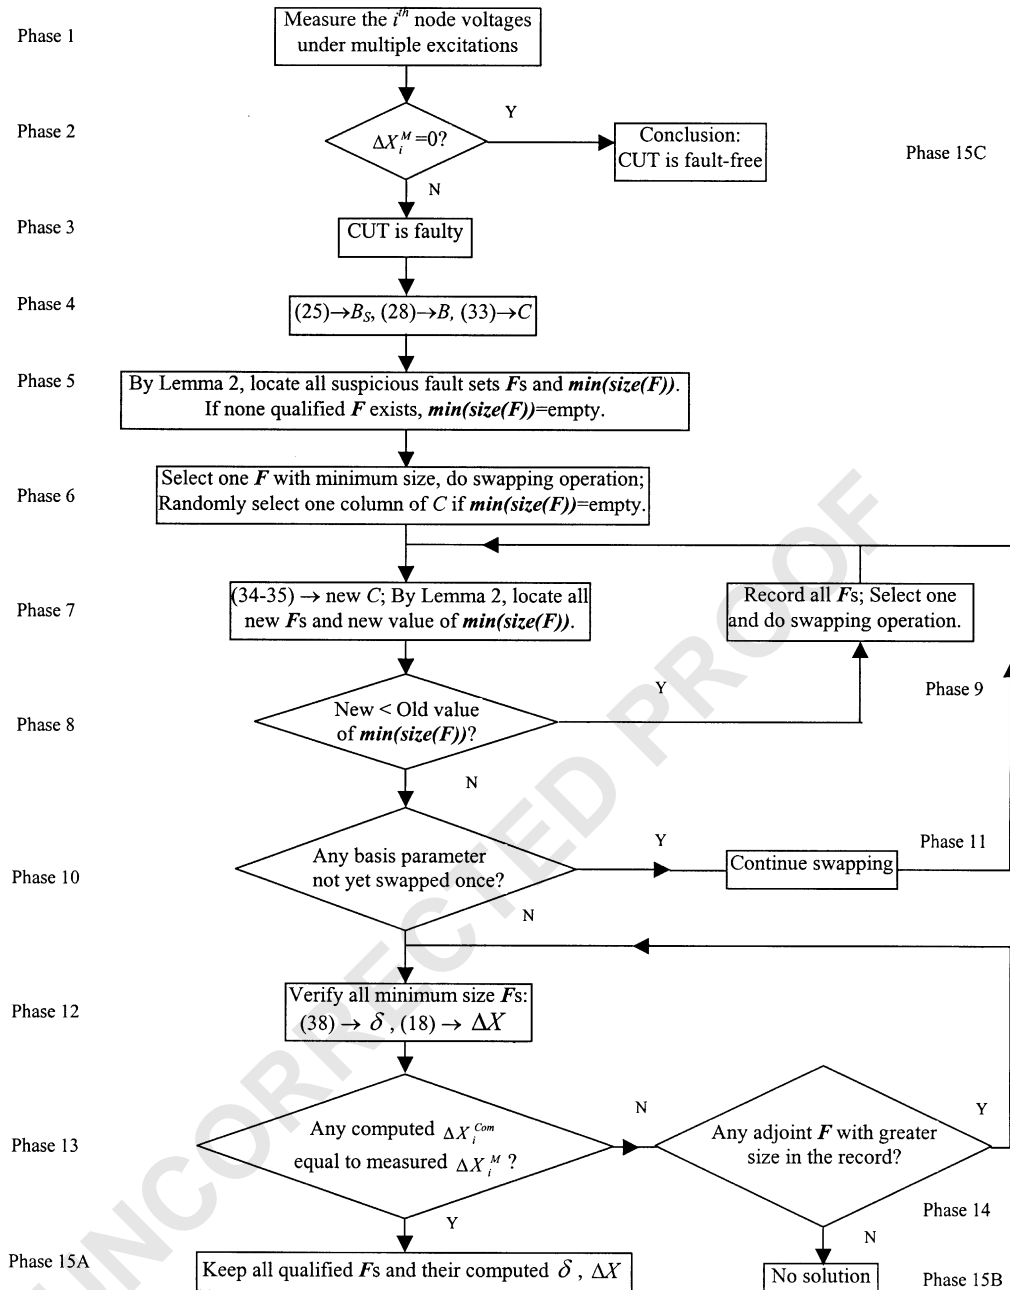 Phase 1
Measure the i^th node voltages
under multiple excitations
Phase 2
ΔX_i^M=0?
Y
Conclusion:
CUT is fault-free
Phase 15C
N
Phase 3
CUT is faulty
Phase 4
(25)→B_S, (28)→B, (33)→C
Phase 5
By Lemma 2, locate all suspicious fault sets Fs and min(size(F)).
If none qualified F exists, min(size(F))=empty.
Phase 6
Select one F with minimum size, do swapping operation;
Randomly select one column of C if min(size(F))=empty.
Phase 7
(34-35) → new C; By Lemma 2, locate all
new Fs and new value of min(size(F)).
Record all Fs; Select one
and do swapping operation.
Phase 9
Phase 8
New < Old value
of min(size(F))?
Y
N
Phase 10
Any basis parameter
not yet swapped once?
Y
Continue swapping
Phase 11
N
Phase 12
Verify all minimum size Fs:
(38) → δ , (18) → ΔX
Phase 13
Any computed ΔX_i^Com
equal to measured ΔX_i^M ?
N
Any adjoint F with greater
size in the record?
Y
Phase 14
Y
N
Phase 15A
Keep all qualified Fs and their computed δ , ΔX
No solution
Phase 15B
UNCORRECTED PROOF